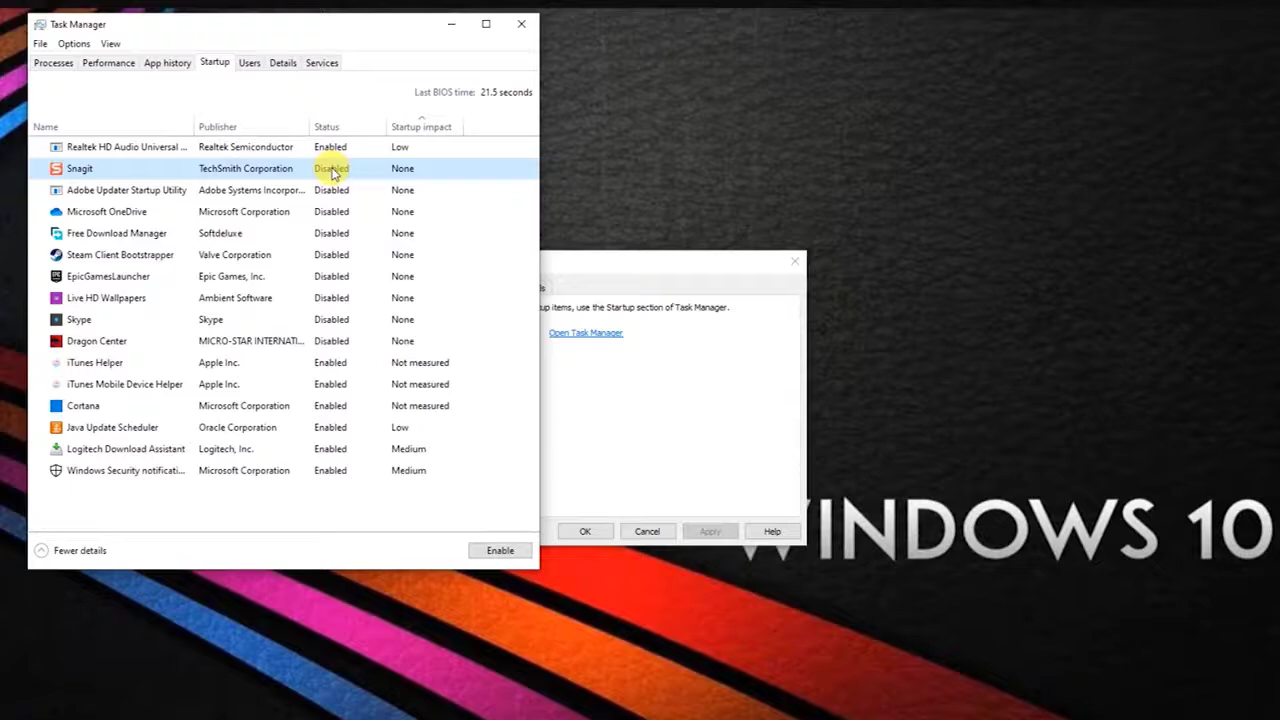 Task Manager
File Options View
Processes Performance App history Startup Users Details Services
Last BIOS time: 21.5 seconds
Name Publisher Status Startup impact
Realtek HD Audio Universal ... Realtek Semiconductor Enabled Low
Snagit TechSmith Corporation Disabled None
Adobe Updater Startup Utility Adobe Systems Incorpor... Disabled None
Microsoft OneDrive Microsoft Corporation Disabled None
Free Download Manager Softdeluxe Disabled None
Steam Client Bootstrapper Valve Corporation Disabled None
EpicGamesLauncher Epic Games, Inc. Disabled None
Live HD Wallpapers Ambient Software Disabled None
Skype Skype Disabled None
Dragon Center MICRO-STAR INTERNATI... Disabled None
iTunes Helper Apple Inc. Enabled Not measured
iTunes Mobile Device Helper Apple Inc. Enabled Not measured
Cortana Microsoft Corporation Enabled Not measured
Java Update Scheduler Oracle Corporation Enabled Low
Logitech Download Assistant Logitech, Inc. Enabled Medium
Windows Security notificati... Microsoft Corporation Enabled Medium
Fewer details Enable
ls
up items, use the Startup section of Task Manager.
Open Task Manager
OK Cancel Apply Help
WINDOWS 10